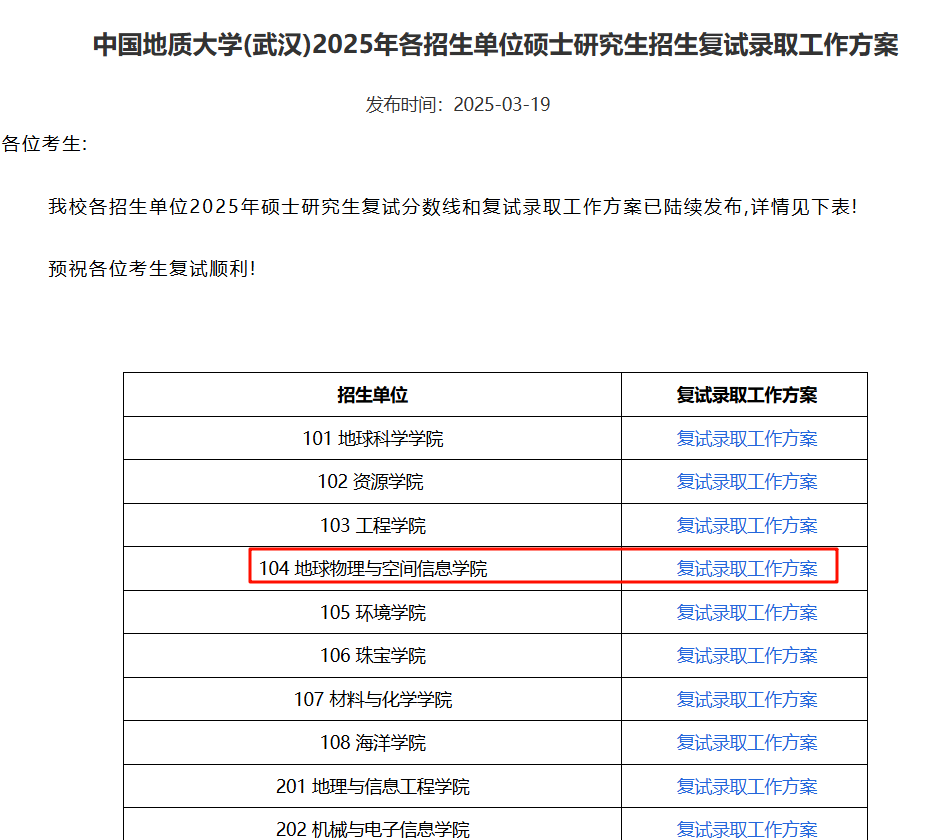 中国地质大学(武汉)2025年各招生单位硕士研究生招生复试录取工作方案
发布时间：2025-03-19
各位考生:
我校各招生单位2025年硕士研究生复试分数线和复试录取工作方案已陆续发布,详情见下表!
预祝各位考生复试顺利!
招生单位 复试录取工作方案
101 地球科学学院 复试录取工作方案
102 资源学院 复试录取工作方案
103 工程学院 复试录取工作方案
104 地球物理与空间信息学院 复试录取工作方案
105 环境学院 复试录取工作方案
106 珠宝学院 复试录取工作方案
107 材料与化学学院 复试录取工作方案
108 海洋学院 复试录取工作方案
201 地理与信息工程学院 复试录取工作方案
202 机械与电子信息学院 复试录取工作方案